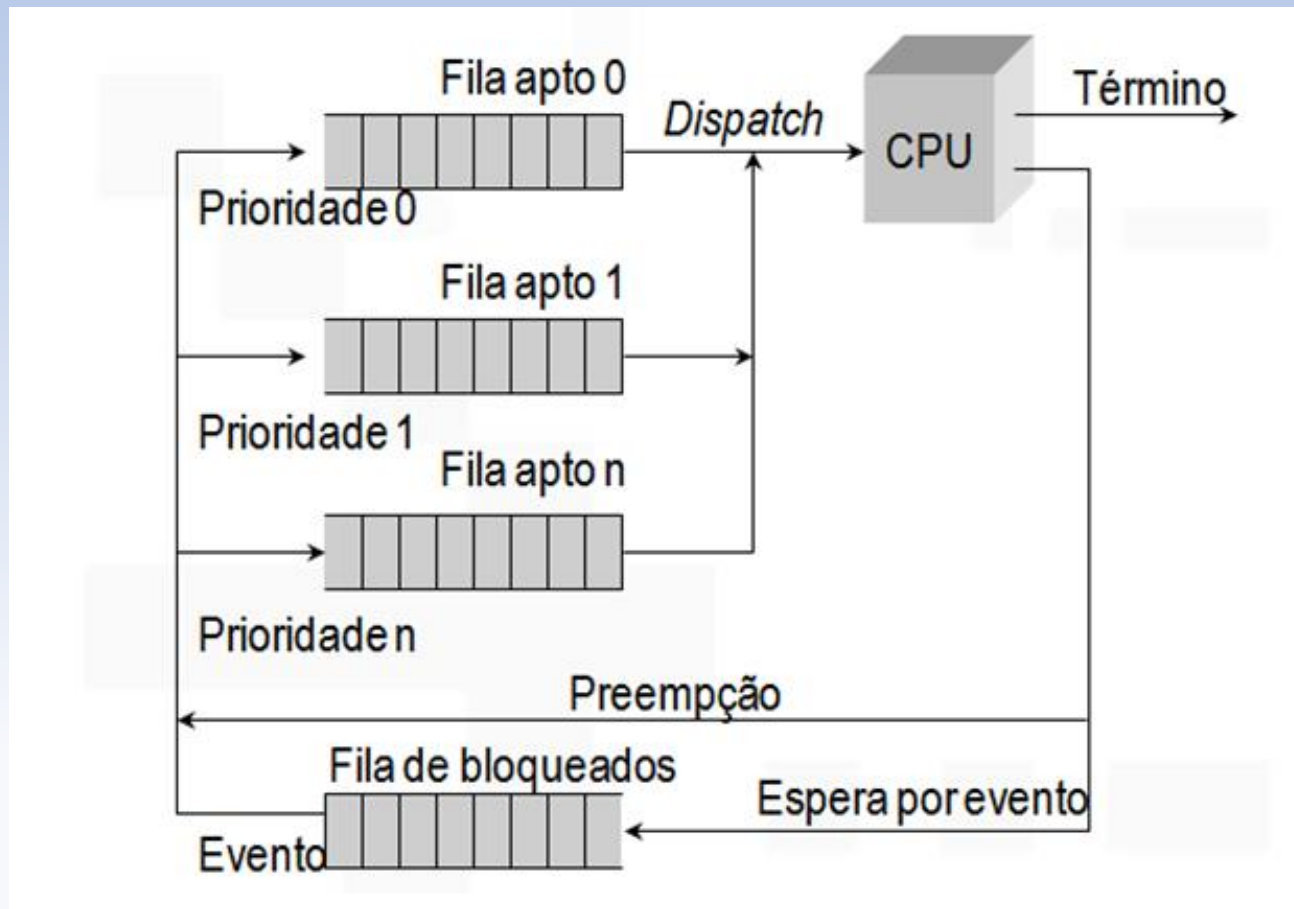 Fila apto 0
Dispatch
CPU
Término
Prioridade 0
Fila apto 1
Prioridade 1
Fila apto n
Prioridade n
Preempção
Fila de bloqueados
Espera por evento
Evento